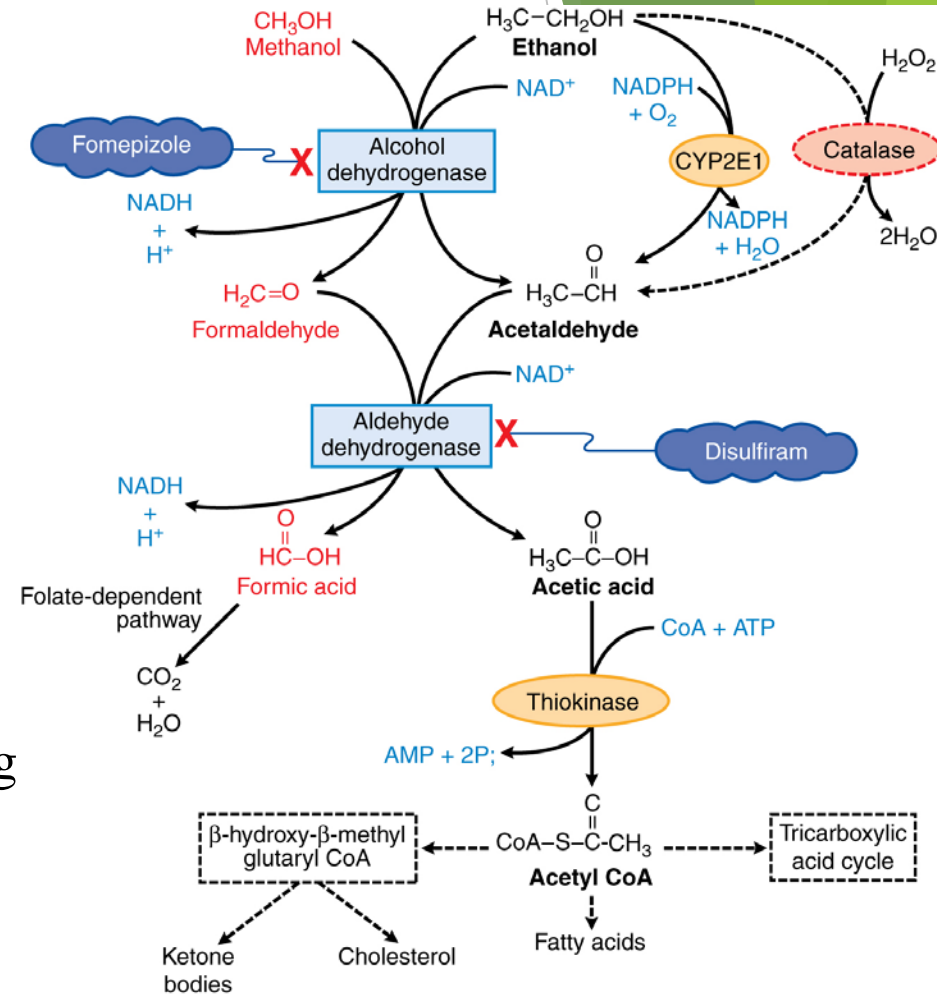 CH3OH
Methanol
H3C–CH2OH
Ethanol
H2O2
NAD+
NADPH
+ O2
Fomepizole
X
Alcohol
dehydrogenase
CYP2E1
Catalase
NADH
+
H+
NADPH
+ H2O
2H2O
H2C=O
Formaldehyde
O
H3C–CH
Acetaldehyde
NAD+
Aldehyde
dehydrogenase
X
Disulfiram
NADH
+
H+
O
HC–OH
Formic acid
O
H3C–C–OH
Acetic acid
Folate-dependent
pathway
CoA + ATP
CO2
+
H2O
Thiokinase
g
AMP + 2P;
β-hydroxy-β-methyl
glutaryl CoA
C
CoA–S–C–CH3
Acetyl CoA
Tricarboxylic
acid cycle
Ketone
bodies
Cholesterol
Fatty acids